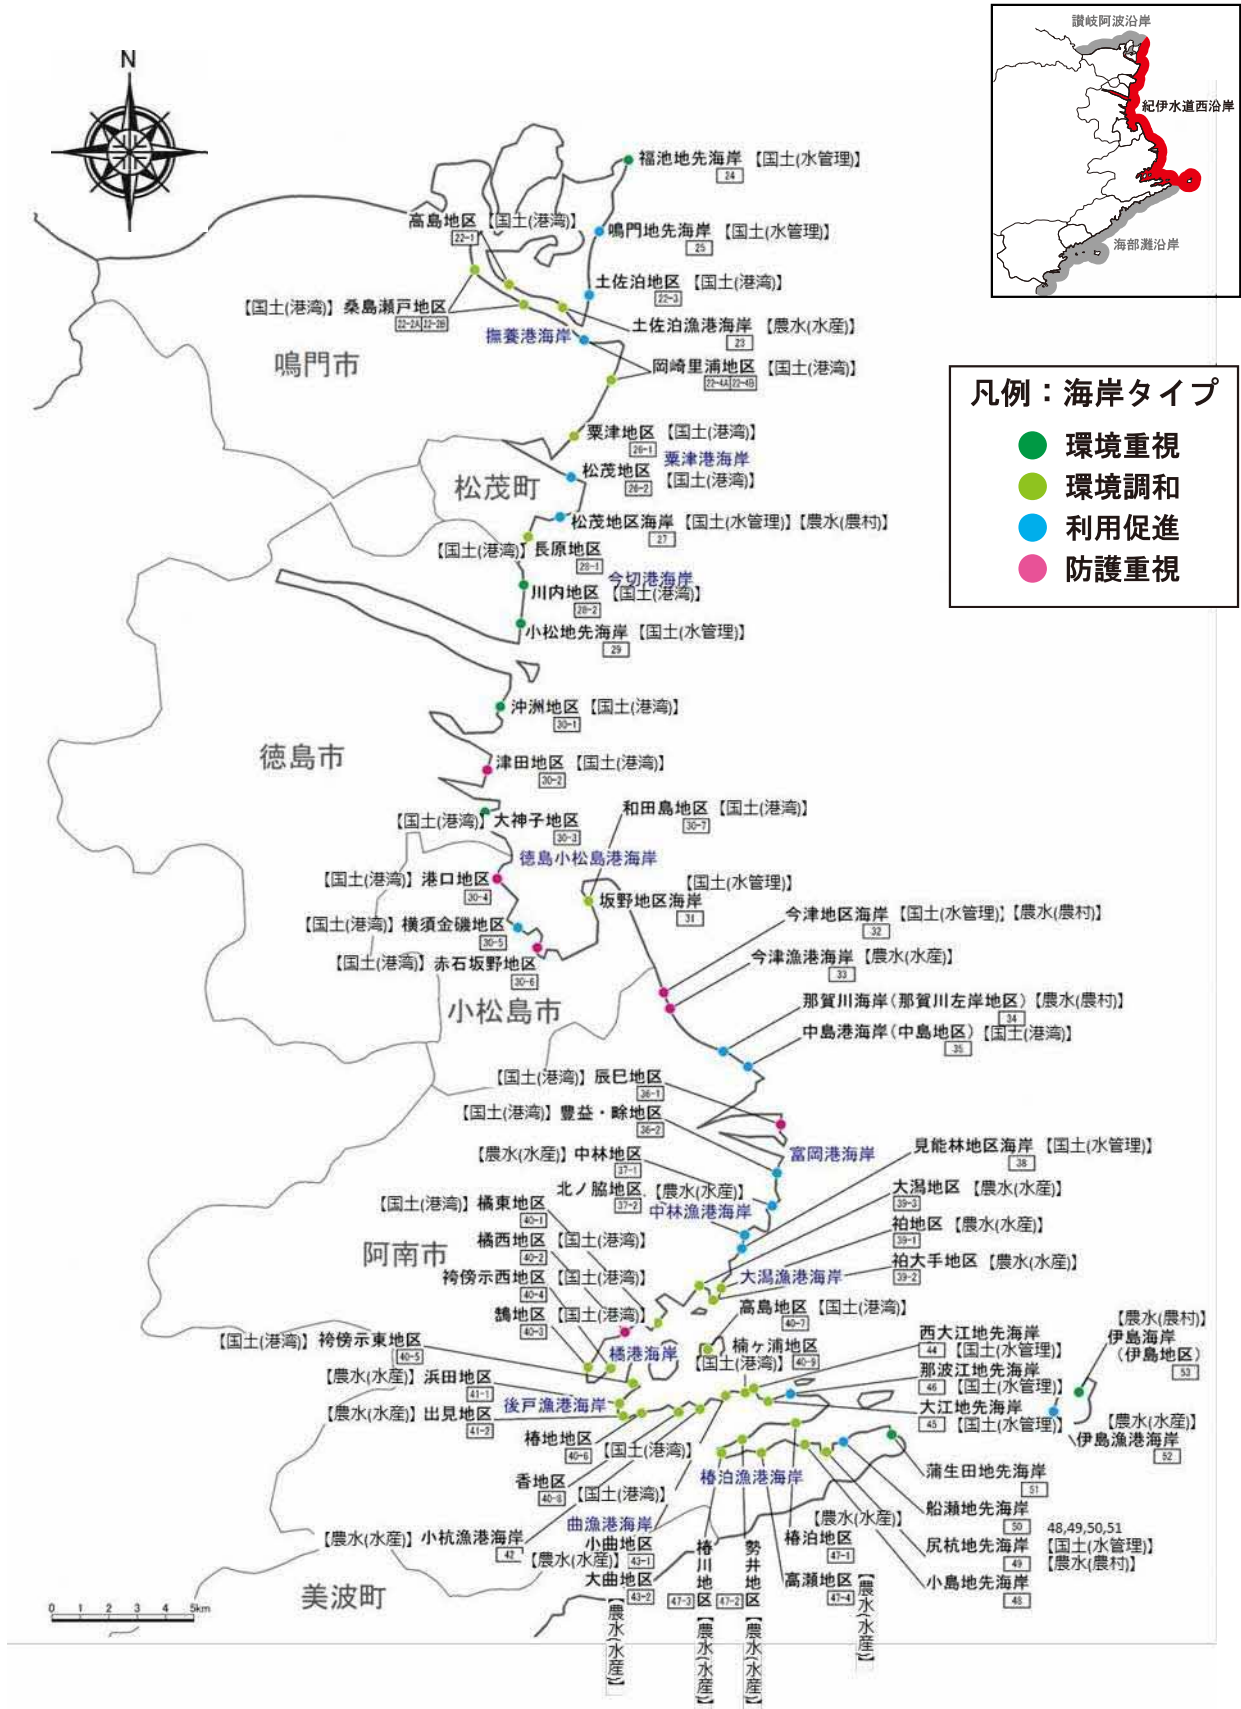 讃岐阿波沿岸
紀伊水道西沿岸
海部灘沿岸
N
凡例：海岸タイプ
環境重視
環境調和
利用促進
防護重視
福池地先海岸 【国土(水管理)】
24
高島地区 【国土(港湾)】
22-1
鳴門地先海岸 【国土(水管理)】
25
土佐泊地区 【国土(港湾)】
22-3
【国土(港湾)】 桑島瀬戸地区
22-2A 22-2B
土佐泊漁港海岸 【農水(水産)】
23
撫養港海岸
鳴門市
岡崎里浦地区 【国土(港湾)】
22-4A 22-4B
粟津地区 【国土(港湾)】
26-1
粟津港海岸
松茂地区 【国土(港湾)】
26-2
松茂町
松茂地区海岸 【国土(水管理)】【農水(農村)】
27
【国土(港湾)】 長原地区
28-1
今切港海岸
川内地区 【国土(港湾)】
28-2
小松地先海岸 【国土(水管理)】
29
沖洲地区 【国土(港湾)】
30-1
徳島市
津田地区 【国土(港湾)】
30-2
【国土(港湾)】 大神子地区
30-3
和田島地区 【国土(港湾)】
30-7
徳島小松島港海岸
【国土(港湾)】 港口地区
30-4
【国土(水管理)】
坂野地区海岸
31
【国土(港湾)】 横須金磯地区
30-5
今津地区海岸 【国土(水管理)】【農水(農村)】
32
【国土(港湾)】 赤石坂野地区
30-6
今津漁港海岸 【農水(水産)】
33
小松島市
那賀川海岸(那賀川左岸地区) 【農水(農村)】
34
中島港海岸(中島地区) 【国土(港湾)】
35
【国土(港湾)】 辰巳地区
36-1
【国土(港湾)】 豊益・畭地区
36-2
富岡港海岸
【農水(水産)】 中林地区
37-1
見能林地区海岸 【国土(水管理)】
38
北ノ脇地区 【農水(水産)】
37-2
中林漁港海岸
大潟地区 【農水(水産)】
39-3
【国土(港湾)】 橘東地区
40-1
袙地区 【農水(水産)】
39-1
阿南市
橘西地区 【国土(港湾)】
40-2
袙大手地区 【農水(水産)】
39-2
大潟漁港海岸
袴傍示西地区 【国土(港湾)】
40-4
鵠地区 【国土(港湾)】
40-3
高島地区 【国土(港湾)】
40-7
【国土(港湾)】 袴傍示東地区
40-5
橘港海岸
楠ヶ浦地区
【国土(港湾)】 40-9
西大江地先海岸
44 【国土(水管理)】
【農水(農村)】
伊島海岸
(伊島地区)
53
【農水(水産)】 浜田地区
41-1
那波江地先海岸
46 【国土(水管理)】
後戸漁港海岸
【農水(水産)】 出見地区
41-2
大江地先海岸
45 【国土(水管理)】
【農水(水産)】
伊島漁港海岸
52
椿地地区 【国土(港湾)】
40-6
椿泊漁港海岸
蒲生田地先海岸
51
香地区 【国土(港湾)】
40-8
船瀬地先海岸
50
曲漁港海岸
【農水(水産)】 小杭漁港海岸
42
【農水(水産)】
椿泊地区
47-1
尻杭地先海岸
49
48,49,50,51
【国土(水管理)】
【農水(農村)】
小曲地区
【農水(水産)】 43-1
大曲地区
43-2
【農水(水産)】
椿川地区
47-3
【農水(水産)】
勢井地区
47-2
【農水(水産)】
高瀬地区
47-4
【農水(水産)】
小島地先海岸
48
美波町
0 1 2 3 4 5km